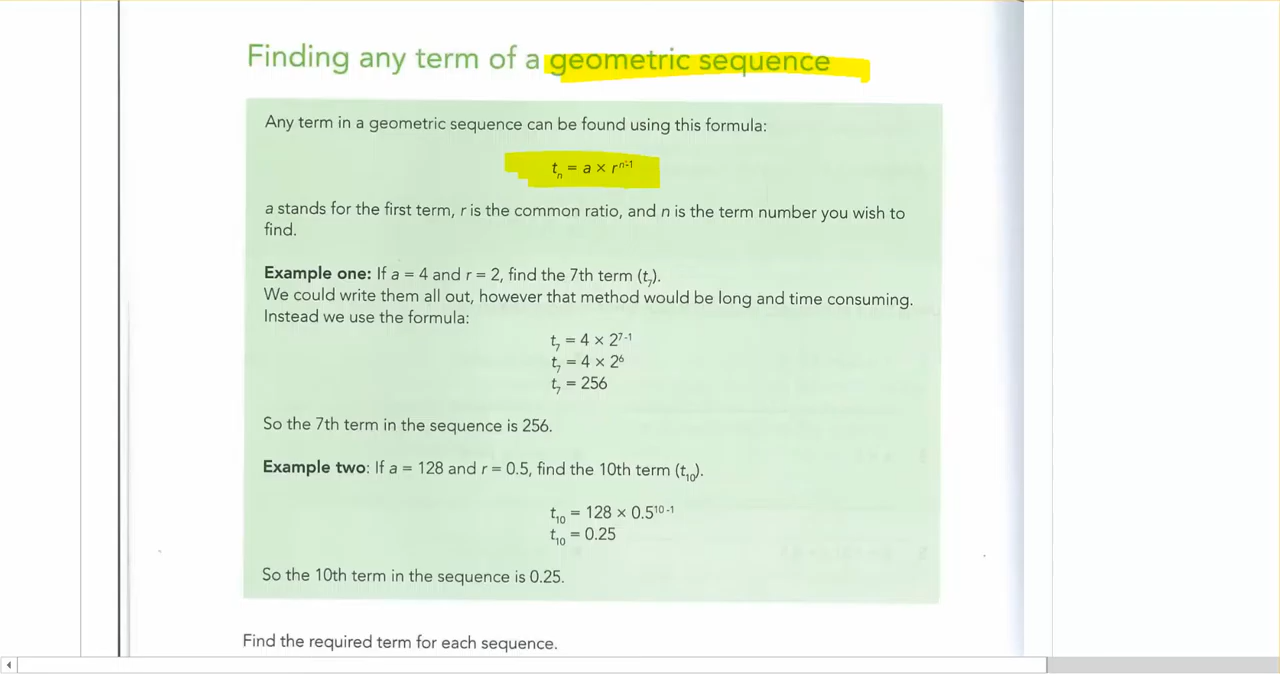 Finding any term of a geometric sequence
Any term in a geometric sequence can be found using this formula:
tₙ = a × rⁿ⁻¹
a stands for the first term, r is the common ratio, and n is the term number you wish to
find.
Example one: If a = 4 and r = 2, find the 7th term (t₇).
We could write them all out, however that method would be long and time consuming.
Instead we use the formula:
t₇ = 4 × 2⁷⁻¹
t₇ = 4 × 2⁶
t₇ = 256
So the 7th term in the sequence is 256.
Example two: If a = 128 and r = 0.5, find the 10th term (t₁₀).
t₁₀ = 128 × 0.5¹⁰⁻¹
t₁₀ = 0.25
So the 10th term in the sequence is 0.25.
Find the required term for each sequence.